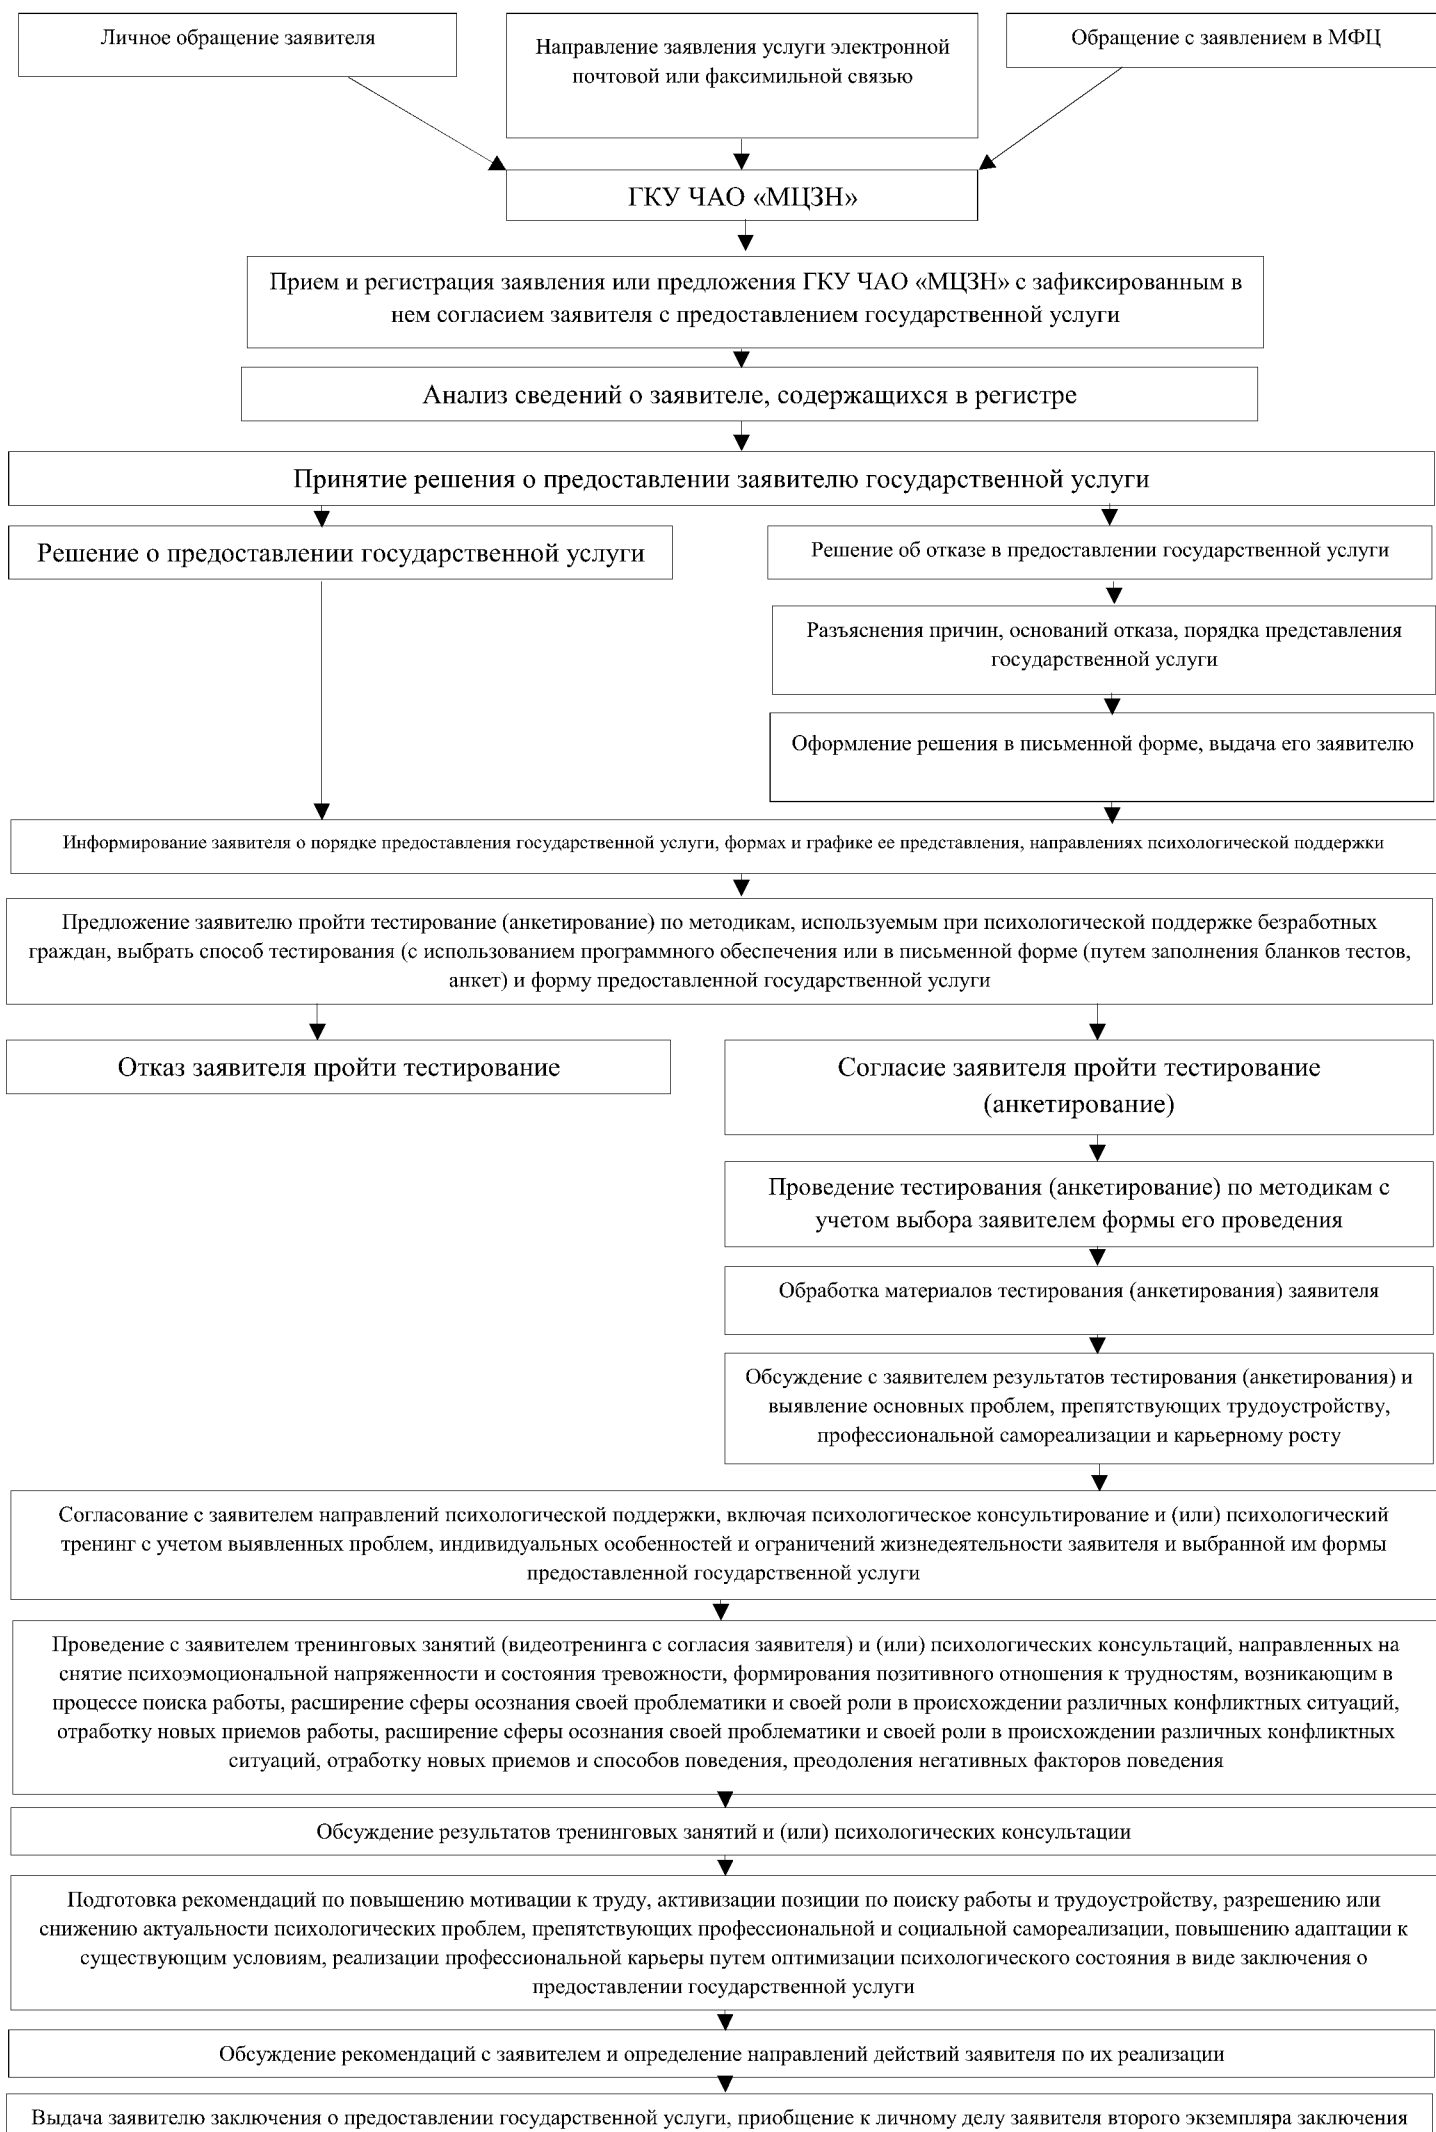 Личное обращение заявителя
Направление заявления услуги электронной
почтовой или факсимильной связью
Обращение с заявлением в МФЦ
ГКУ ЧАО «МЦЗН»
Прием и регистрация заявления или предложения ГКУ ЧАО «МЦЗН» с зафиксированным в
нем согласием заявителя с предоставлением государственной услуги
Анализ сведений о заявителе, содержащихся в регистре
Принятие решения о предоставлении заявителю государственной услуги
Решение о предоставлении государственной услуги
Решение об отказе в предоставлении государственной услуги
Разъяснения причин, оснований отказа, порядка представления
государственной услуги
Оформление решения в письменной форме, выдача его заявителю
Информирование заявителя о порядке предоставления государственной услуги, формах и графике ее представления, направлениях психологической поддержки
Предложение заявителю пройти тестирование (анкетирование) по методикам, используемым при психологической поддержке безработных
граждан, выбрать способ тестирования (с использованием программного обеспечения или в письменной форме (путем заполнения бланков тестов,
анкет) и форму предоставленной государственной услуги
Отказ заявителя пройти тестирование
Согласие заявителя пройти тестирование
(анкетирование)
Проведение тестирования (анкетирование) по методикам с
учетом выбора заявителем формы его проведения
Обработка материалов тестирования (анкетирования) заявителя
Обсуждение с заявителем результатов тестирования (анкетирования) и
выявление основных проблем, препятствующих трудоустройству,
профессиональной самореализации и карьерному росту
Согласование с заявителем направлений психологической поддержки, включая психологическое консультирование и (или) психологический
тренинг с учетом выявленных проблем, индивидуальных особенностей и ограничений жизнедеятельности заявителя и выбранной им формы
предоставленной государственной услуги
Проведение с заявителем тренинговых занятий (видеотренинга с согласия заявителя) и (или) психологических консультаций, направленных на
снятие психоэмоциональной напряженности и состояния тревожности, формирования позитивного отношения к трудностям, возникающим в
процессе поиска работы, расширение сферы осознания своей проблематики и своей роли в происхождении различных конфликтных ситуаций,
отработку новых приемов работы, расширение сферы осознания своей проблематики и своей роли в происхождении различных конфликтных
ситуаций, отработку новых приемов и способов поведения, преодоления негативных факторов поведения
Обсуждение результатов тренинговых занятий и (или) психологических консультации
Подготовка рекомендаций по повышению мотивации к труду, активизации позиции по поиску работы и трудоустройству, разрешению или
снижению актуальности психологических проблем, препятствующих профессиональной и социальной самореализации, повышению адаптации к
существующим условиям, реализации профессиональной карьеры путем оптимизации психологического состояния в виде заключения о
предоставлении государственной услуги
Обсуждение рекомендаций с заявителем и определение направлений действий заявителя по их реализации
Выдача заявителю заключения о предоставлении государственной услуги, приобщение к личному делу заявителя второго экземпляра заключения